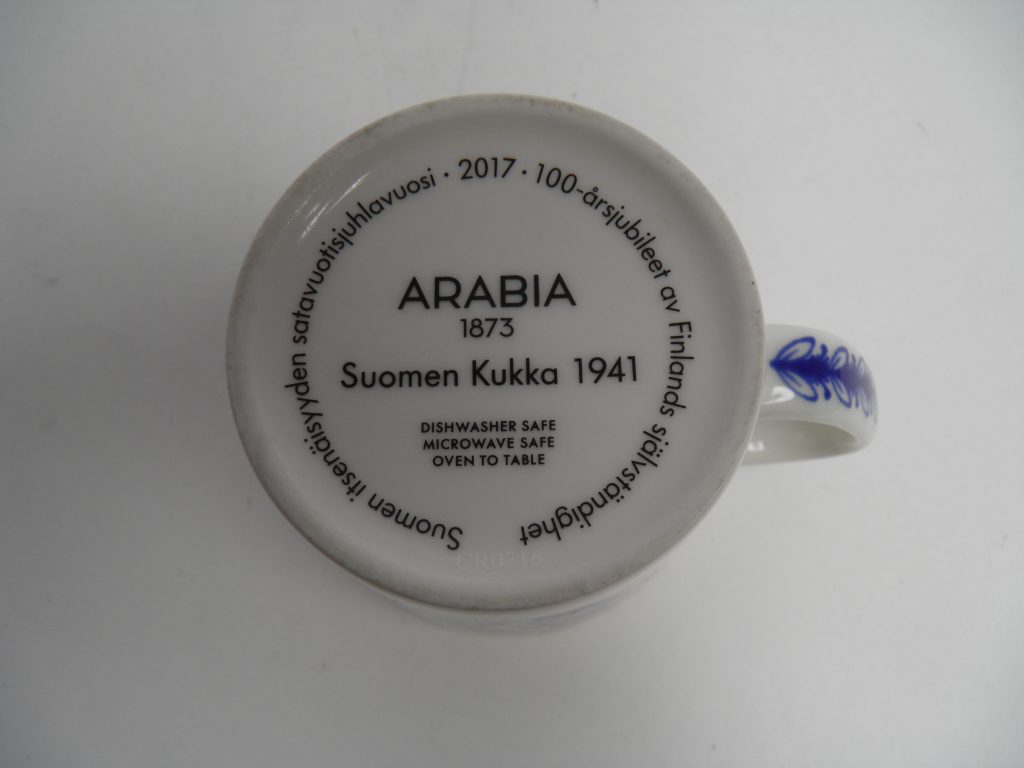 Suomen itsenäisyyden satavuotisjuhlavuosi · 2017 · 100-årsjubileet av Finlands självständighet
ARABIA
1873
Suomen Kukka 1941
DISHWASHER SAFE
MICROWAVE SAFE
OVEN TO TABLE